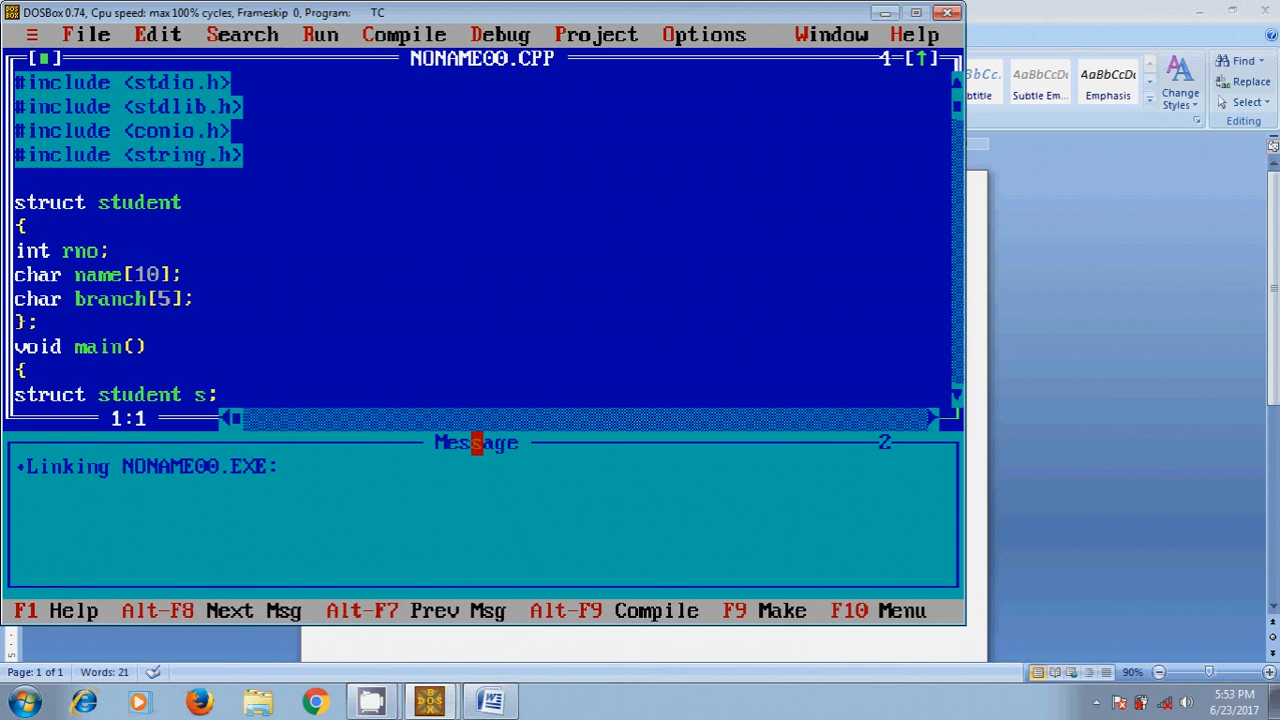 DOSBox 0.74, Cpu speed: max 100% cycles, Frameskip 0, Program: TC
≡ File Edit Search Run Compile Debug Project Options Window Help
[■] NONAME00.CPP 1=[↑]
#include <stdio.h>
#include <stdlib.h>
#include <conio.h>
#include <string.h>
struct student
{
int rno;
char name[10];
char branch[5];
};
void main()
{
struct student s;
1:1
Message 2
•Linking NONAME00.EXE:
F1 Help Alt-F8 Next Msg Alt-F7 Prev Msg Alt-F9 Compile F9 Make F10 Menu
BbCc. AaBbCcDc AaBbCcDc
btitle Subtle Em... Emphasis
Change
Styles
Find
Replace
Select
Editing
Page: 1 of 1 Words: 21 90%
5:53 PM
6/23/2017